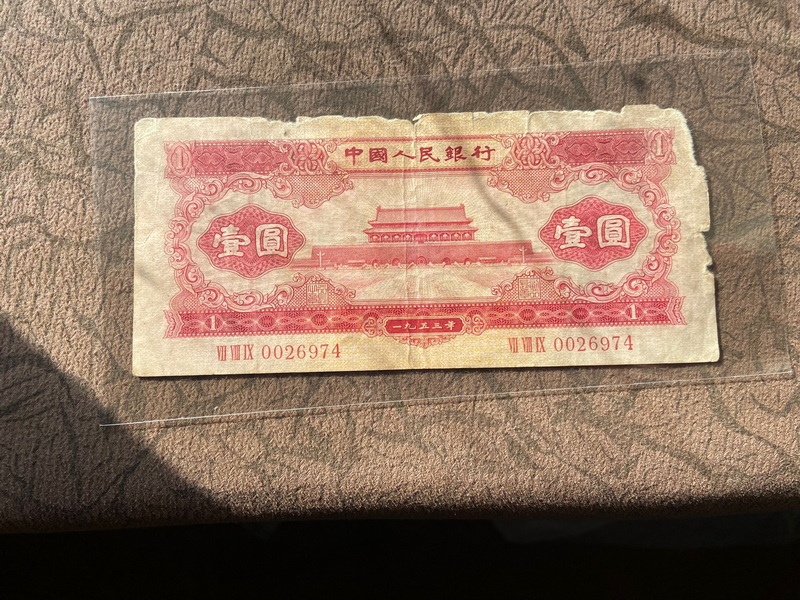 1 中國人民銀行 1
壹圓 壹圓
1 一九五三年 1
VII VIII IX 0026974 VII VIII IX 0026974